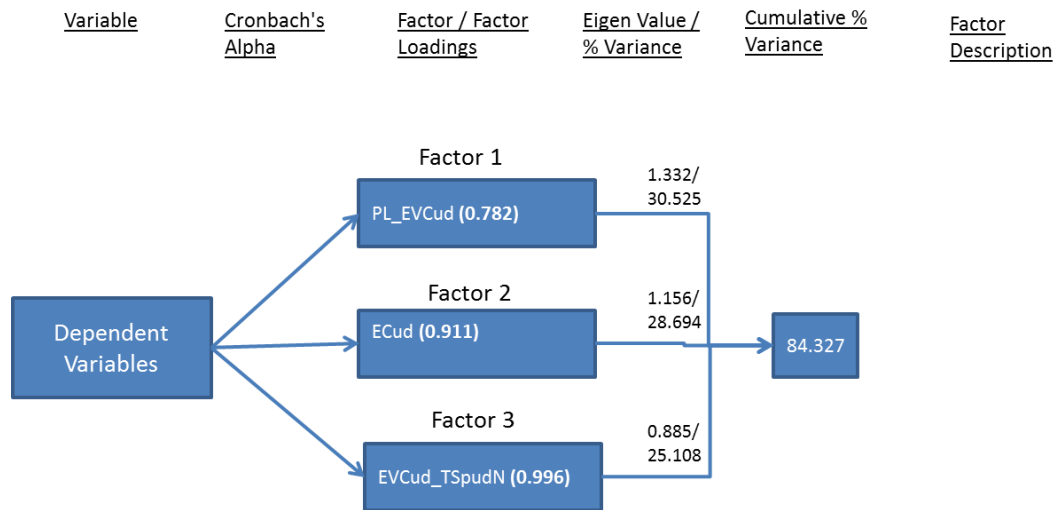 Variable
Cronbach's
Alpha
Factor / Factor
Loadings
Eigen Value /
% Variance
Cumulative %
Variance
Factor
Description
Factor 1
PL_EVCud (0.782)
1.332/
30.525
Factor 2
ECud (0.911)
1.156/
28.694
Dependent
Variables
84.327
Factor 3
EVCud_TSpudN (0.996)
0.885/
25.108